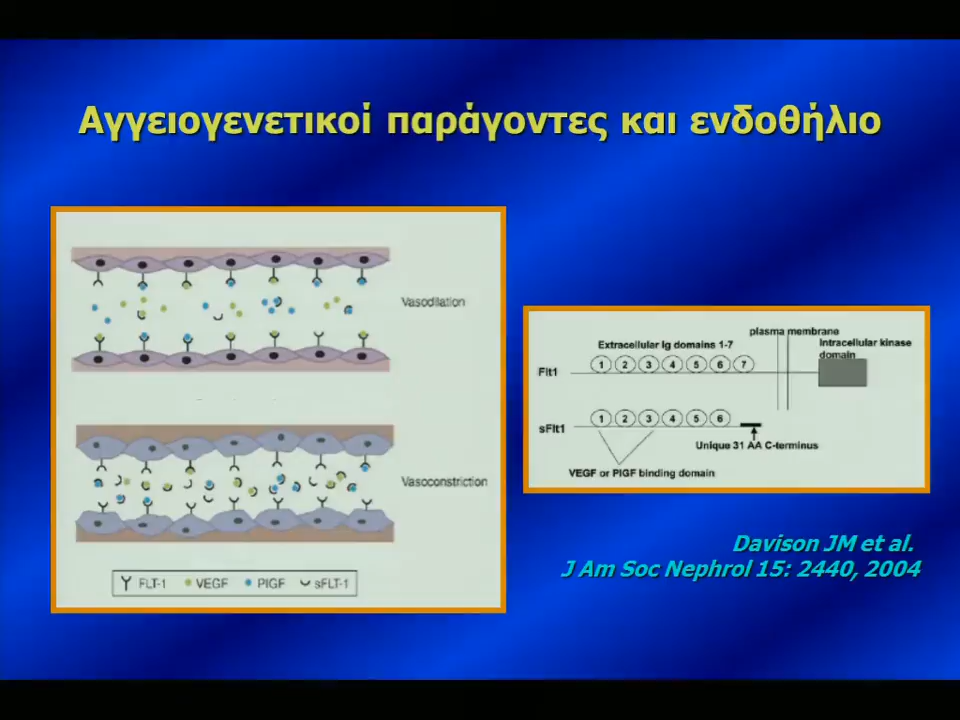 Αγγειογενετικοί παράγοντες και ενδοθήλιο
Vasodilation
Vasoconstriction
FLT-1 VEGF PlGF sFLT-1
plasma membrane
Extracellular Ig domains 1-7
Intracellular kinase
domain
Flt1
1 2 3 4 5 6 7
sFlt1
1 2 3 4 5 6
Unique 31 AA C-terminus
VEGF or PlGF binding domain
Davison JM et al.
J Am Soc Nephrol 15: 2440, 2004